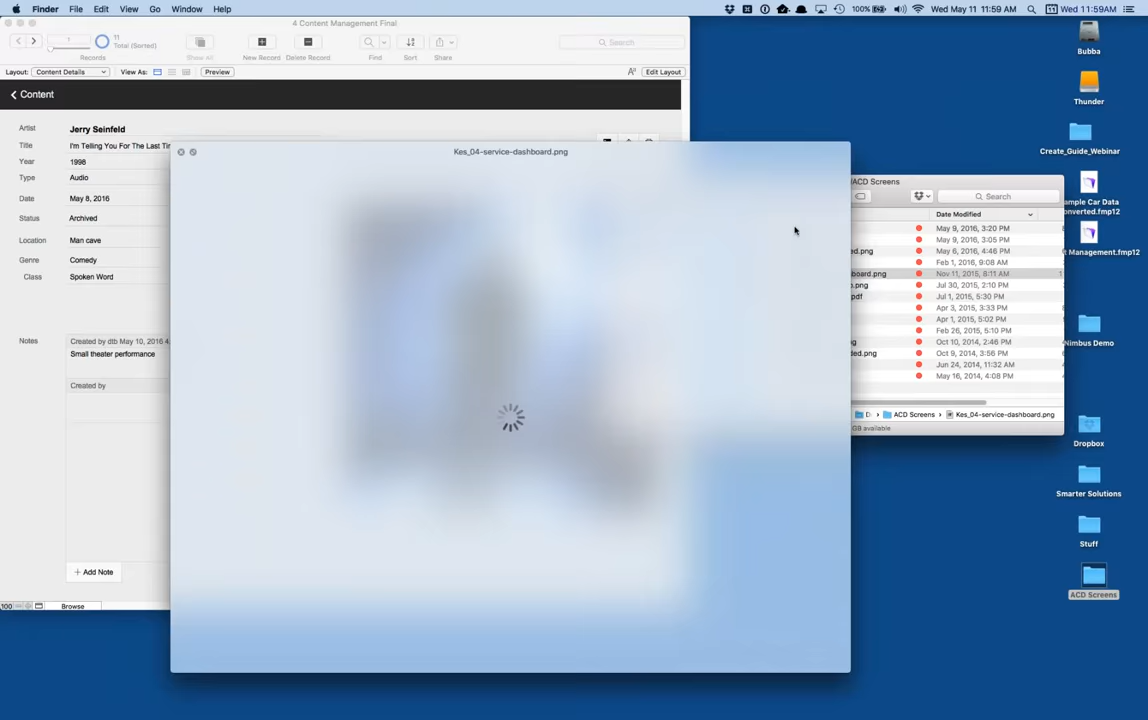 Finder File Edit View Go Window Help 100% Wed May 11 11:59 AM 11 Wed 11:59AM
4 Content Management Final
1 11 Total (Sorted)
Records Show All New Record Delete Record Find Sort Share Search
Layout: Content Details View As: Preview Edit Layout
Content
Artist Jerry Seinfeld
Title I'm Telling You For The Last Tim
Year 1998
Type Audio
Date May 8, 2016
Status Archived
Location Man cave
Genre Comedy
Class Spoken Word
Notes Created by dtb May 10, 2016 4
Small theater performance
Created by
+ Add Note
100 Browse
Kes_04-service-dashboard.png
ACD Screens
Search
Date Modified
May 9, 2016, 3:20 PM
May 9, 2016, 3:05 PM
ed.png May 6, 2016, 4:46 PM
Feb 1, 2016, 9:08 AM
board.png Nov 11, 2015, 8:11 AM
o.png Jul 30, 2015, 2:10 PM
pdf Jul 1, 2015, 5:30 PM
Apr 3, 2015, 3:33 PM
Apr 1, 2015, 5:02 PM
Feb 26, 2015, 5:10 PM
ng Oct 10, 2014, 2:46 PM
ded.png Oct 9, 2014, 3:56 PM
Jun 24, 2014, 11:32 AM
May 16, 2014, 4:08 PM
D ACD Screens Kes_04-service-dashboard.png
GB available
Bubba
Thunder
Create_Guide_Webinar
ample Car Data
onverted.fmp12
t Management.fmp12
Nimbus Demo
Dropbox
Smarter Solutions
Stuff
ACD Screens